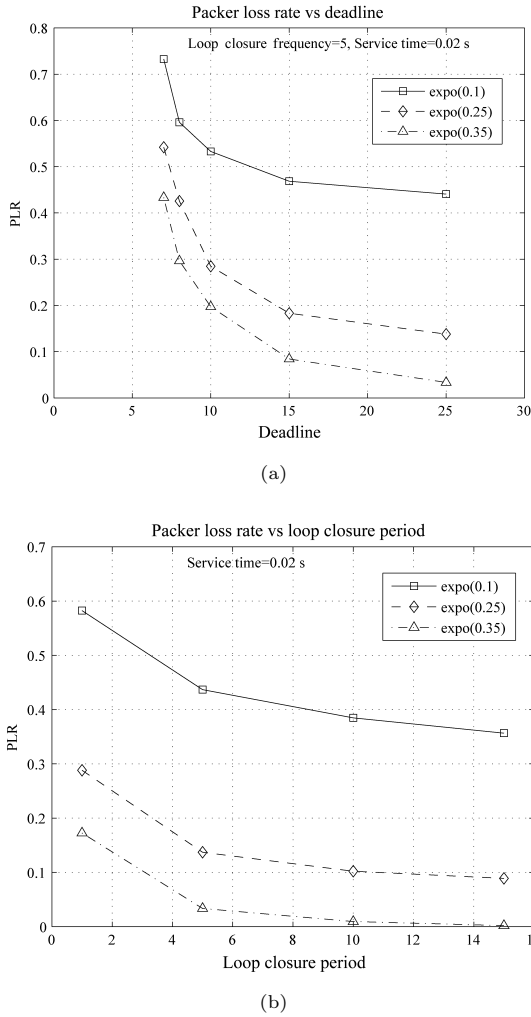 Packer loss rate vs deadline
Loop closure frequency=5, Service time=0.02 s
expo(0.1)
expo(0.25)
expo(0.35)
PLR
0.8
0.7
0.6
0.5
0.4
0.3
0.2
0.1
0
0 5 10 15 20 25 30
Deadline
(a)
Packer loss rate vs loop closure period
Service time=0.02 s
expo(0.1)
expo(0.25)
expo(0.35)
PLR
0.7
0.6
0.5
0.4
0.3
0.2
0.1
0
0 2 4 6 8 10 12 14
Loop closure period
(b)